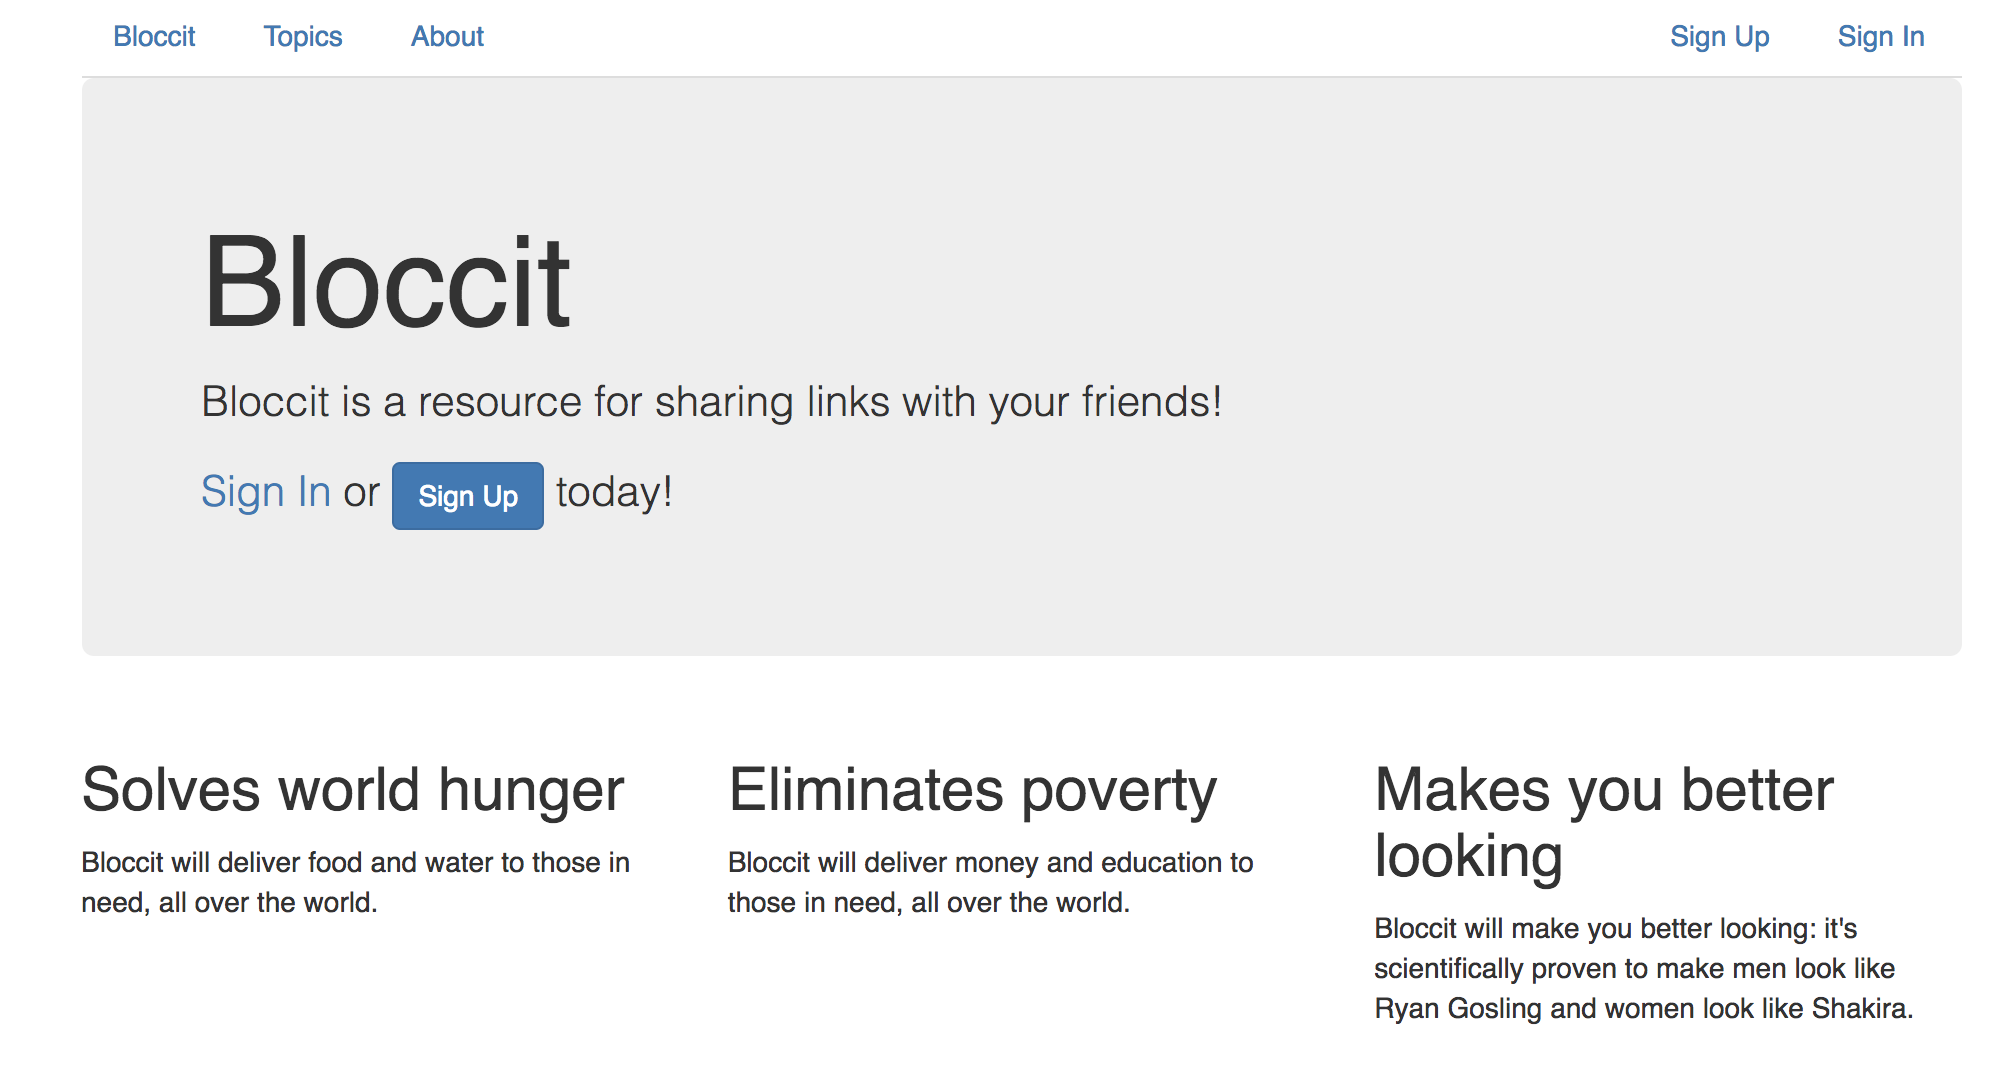 Bloccit Topics About Sign Up Sign In
Bloccit
Bloccit is a resource for sharing links with your friends!
Sign In or Sign Up today!
Solves world hunger
Bloccit will deliver food and water to those in
need, all over the world.
Eliminates poverty
Bloccit will deliver money and education to
those in need, all over the world.
Makes you better
looking
Bloccit will make you better looking: it's
scientifically proven to make men look like
Ryan Gosling and women look like Shakira.